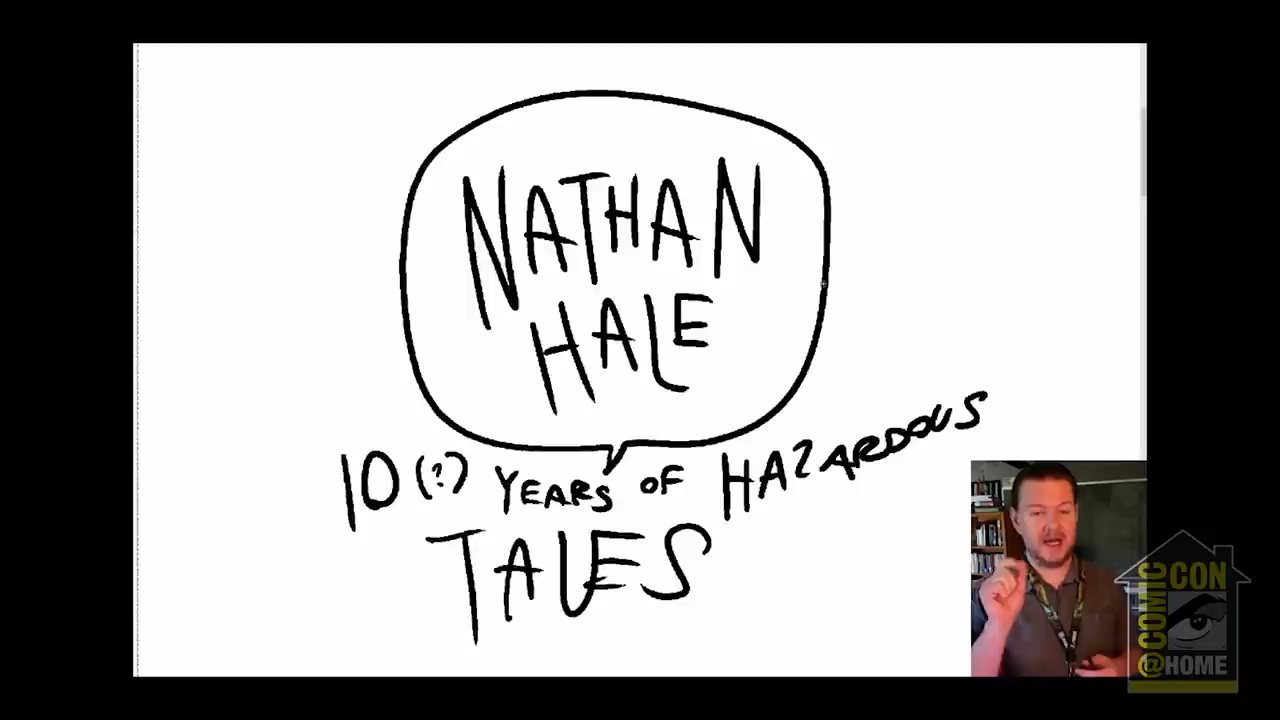 NATHAN
HALE
10(?) YEARS OF HAZARDOUS
TALES
COMIC CON
@HOME